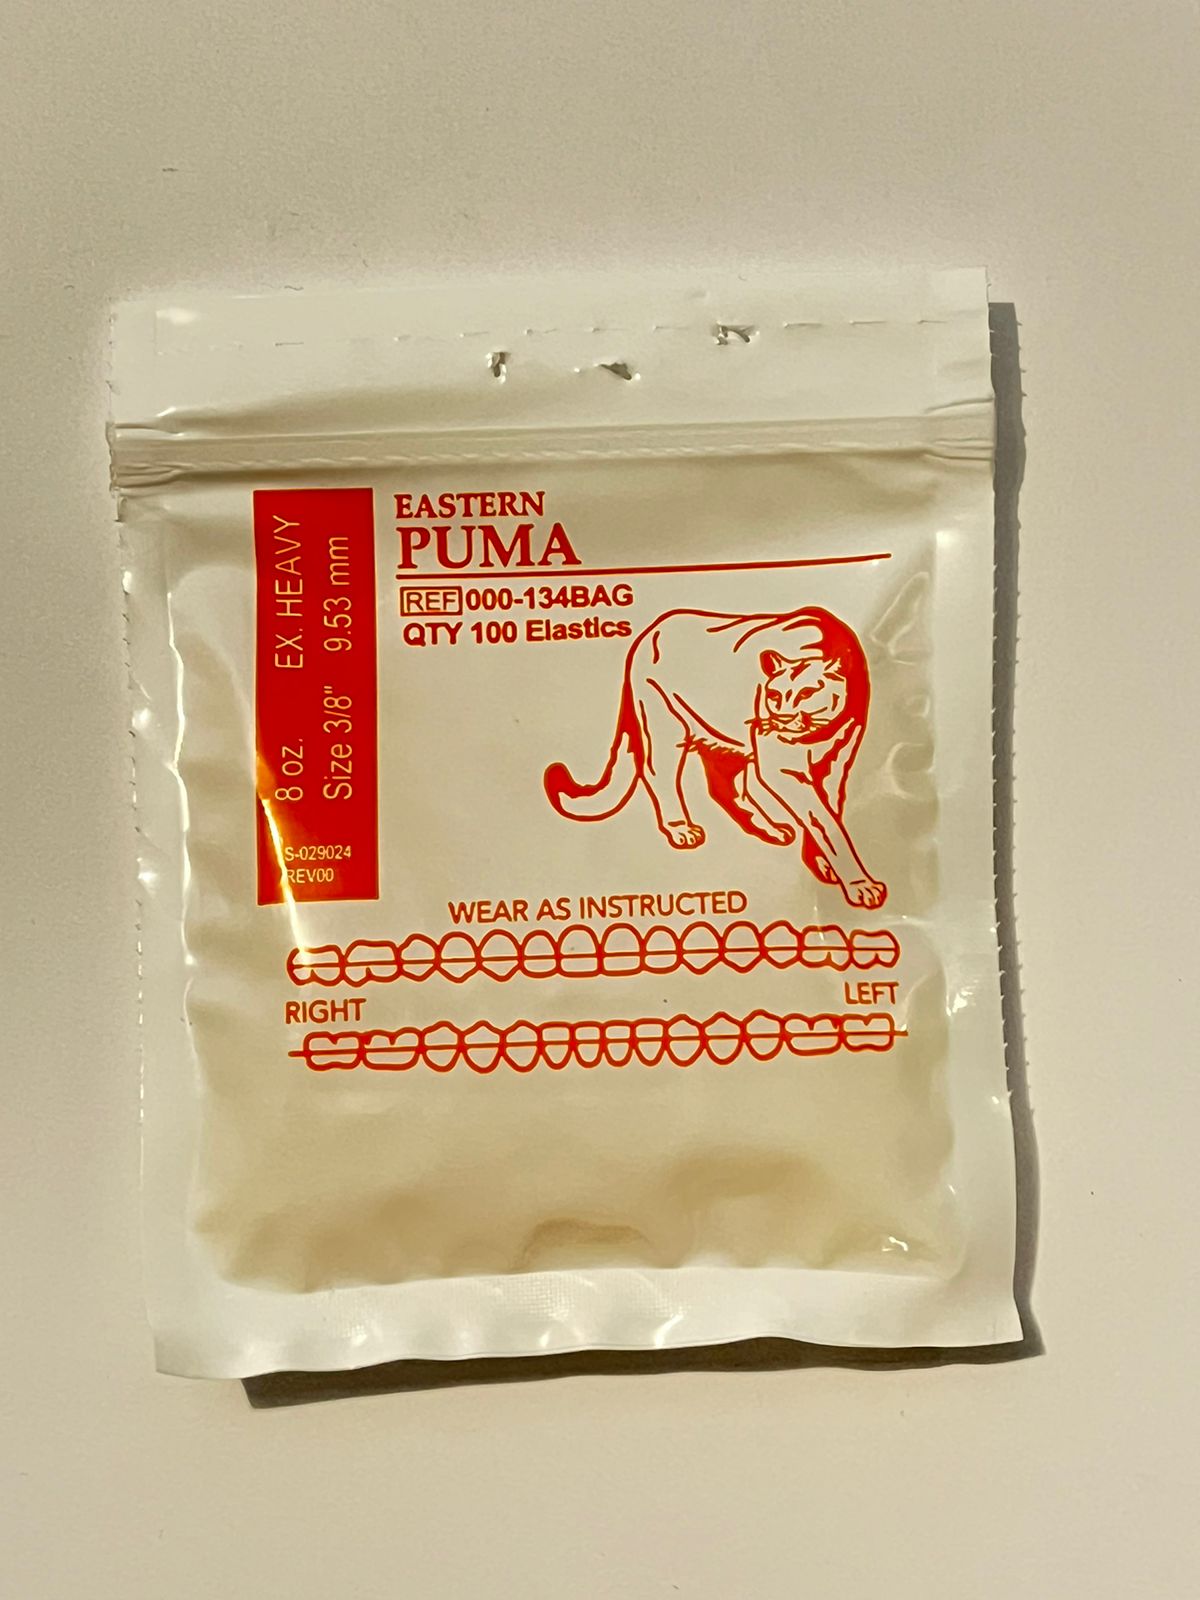 EASTERN
PUMA
REF 000-134BAG
QTY 100 Elastics
8 oz. EX. HEAVY
Size 3/8" 9.53 mm
S-029024
REV00
WEAR AS INSTRUCTED
RIGHT
LEFT